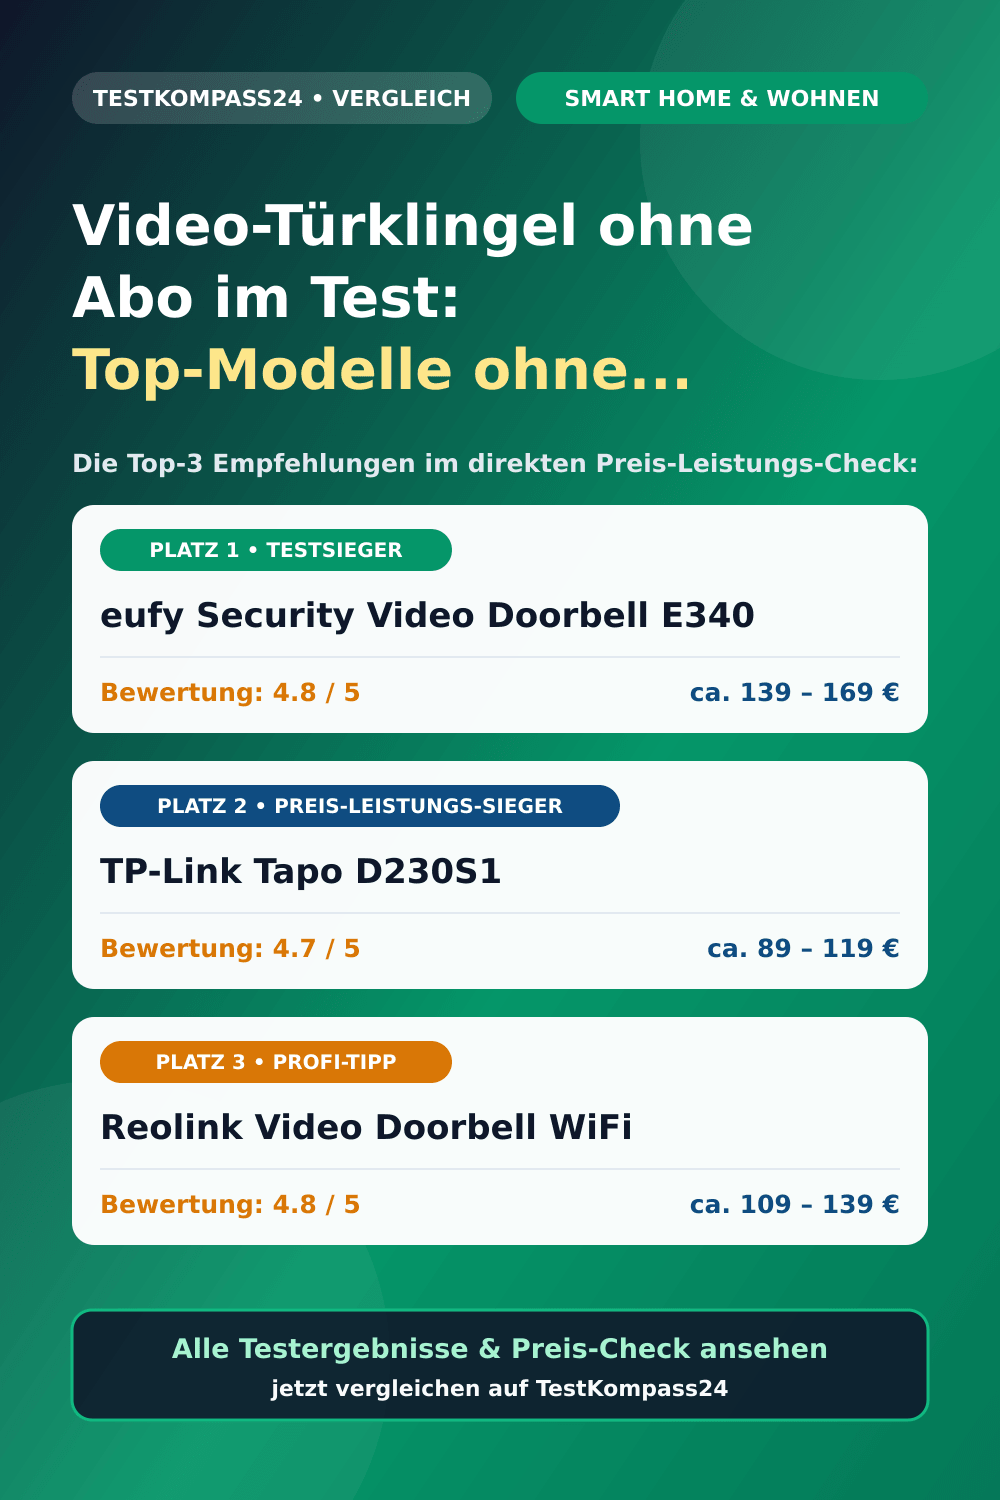 TESTKOMPASS24 • VERGLEICH
SMART HOME & WOHNEN
Video-Türklingel ohne
Abo im Test:
Top-Modelle ohne...
Die Top-3 Empfehlungen im direkten Preis-Leistungs-Check:
PLATZ 1 • TESTSIEGER
eufy Security Video Doorbell E340
Bewertung: 4.8 / 5
ca. 139 – 169 €
PLATZ 2 • PREIS-LEISTUNGS-SIEGER
TP-Link Tapo D230S1
Bewertung: 4.7 / 5
ca. 89 – 119 €
PLATZ 3 • PROFI-TIPP
Reolink Video Doorbell WiFi
Bewertung: 4.8 / 5
ca. 109 – 139 €
Alle Testergebnisse & Preis-Check ansehen
jetzt vergleichen auf TestKompass24